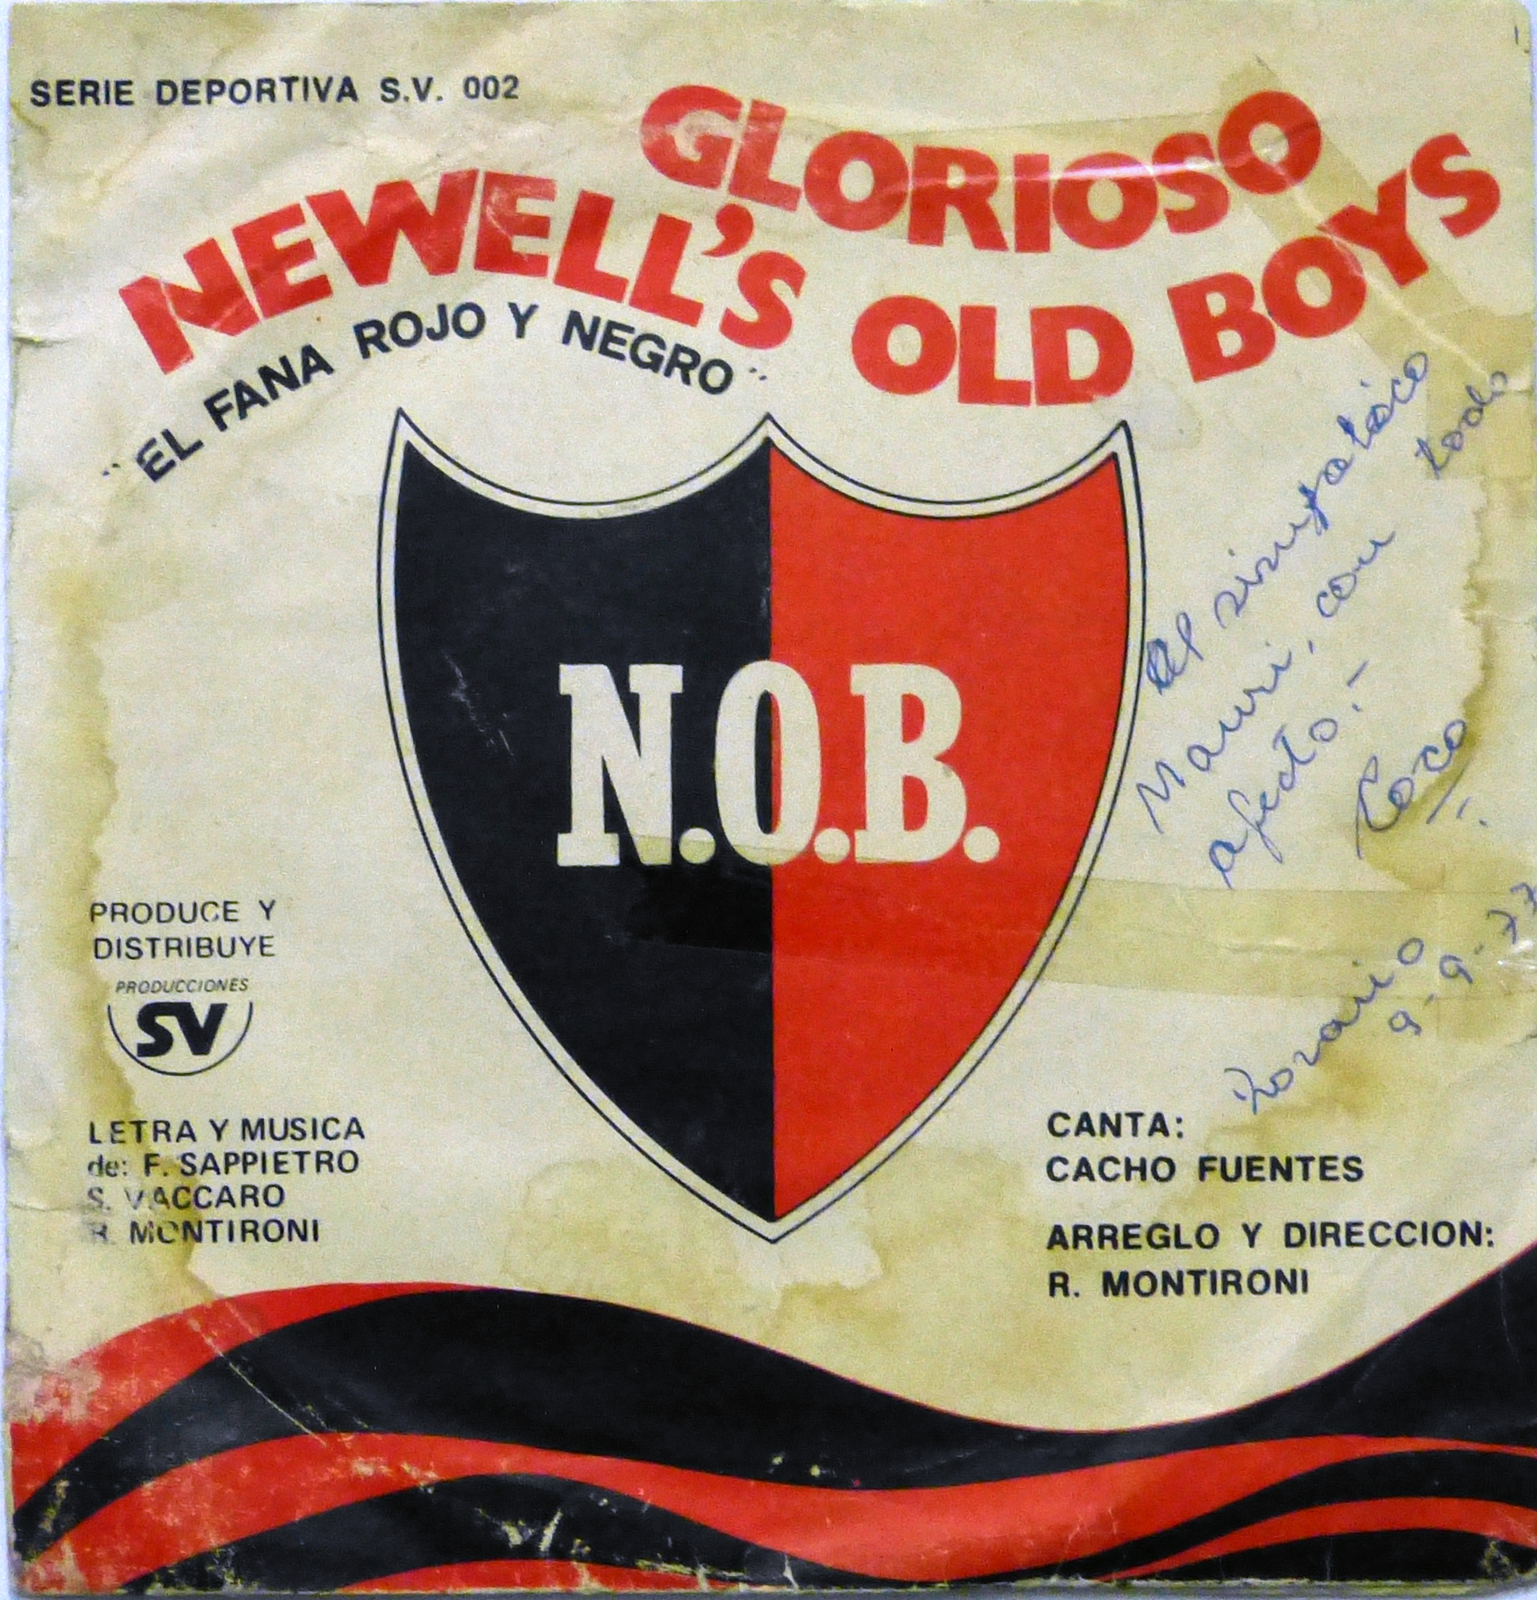 SERIE DEPORTIVA S.V. 002
GLORIOSO
NEWELL'S OLD BOYS
"EL FANA ROJO Y NEGRO"
N.O.B.
Al simpatico
Mauri, con todo
afecto.-
Coco
Rosario
9-9-77
PRODUCE Y
DISTRIBUYE
PRODUCCIONES
SV
LETRA Y MUSICA
de: F. SAPPIETRO
S. VACCARO
R. MONTIRONI
CANTA:
CACHO FUENTES
ARREGLO Y DIRECCION:
R. MONTIRONI